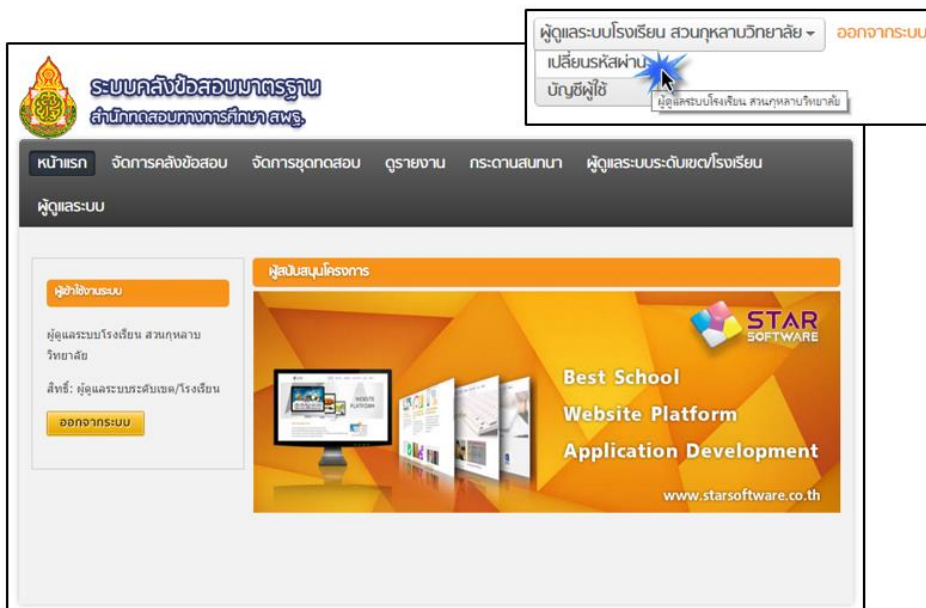 ผู้ดูแลระบบโรงเรียน สวนกุหลาบวิทยาลัย
ออกจากระบบ
เปลี่ยนรหัสผ่าน
บัญชีผู้ใช้
ผู้ดูแลระบบโรงเรียน สวนกุหลาบวิทยาลัย
ระบบคลังข้อสอบมาตรฐาน
สำนักทดสอบทางการศึกษา สพฐ.
หน้าแรก จัดการคลังข้อสอบ จัดการชุดทดสอบ ดูรายงาน กระดานสนทนา ผู้ดูแลระบบระดับเขต/โรงเรียน
ผู้ดูแลระบบ
ผู้เข้าใช้งานระบบ
ผู้ดูแลระบบโรงเรียน สวนกุหลาบ
วิทยาลัย
สิทธิ์: ผู้ดูแลระบบระดับเขต/โรงเรียน
ออกจากระบบ
ผู้สนับสนุนโครงการ
STAR
SOFTWARE
Best School
Website Platform
Application Development
www.starsoftware.co.th